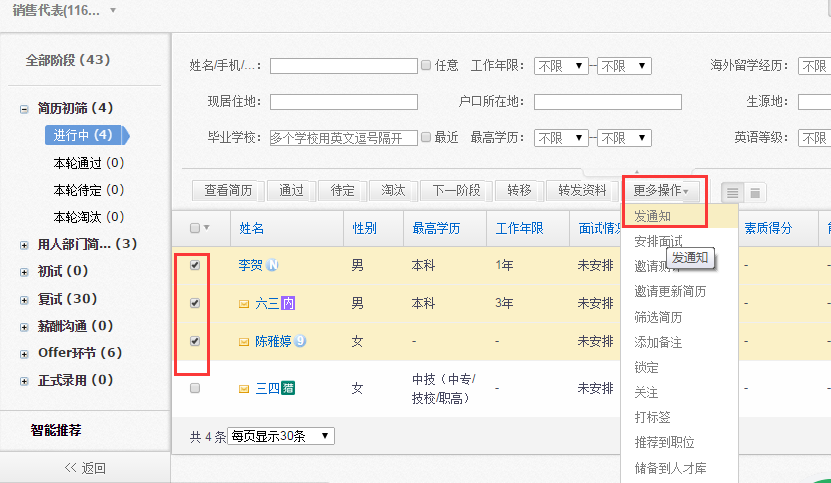 销售代表(116...
全部阶段 (43)
简历初筛 (4)
进行中 (4)
本轮通过 (0)
本轮待定 (0)
本轮淘汰 (0)
用人部门简... (3)
初试 (0)
复试 (30)
薪酬沟通 (0)
Offer环节 (6)
正式录用 (0)
智能推荐
<< 返回
姓名/手机/...: 任意 工作年限: 不限 -- 不限 海外留学经历: 不限
现居住地: 户口所在地: 生源地:
毕业学校: 多个学校用英文逗号隔开 最近 最高学历: 不限 -- 不限 英语等级: 不限
查看简历 通过 待定 淘汰 下一阶段 转移 转发资料 更多操作
姓名 性别 最高学历 工作年限 面试情况 素质得分
李贺 N 男 本科 1年 未安排 -
六三 内 男 本科 3年 未安排 -
陈雅婷 9 女 - - 未安排 -
三四 猎 女 中技（中专/技校/职高） - 未安排 -
共 4 条 每页显示30条
发通知
安排面试
邀请测
发通知
邀请更新简历
筛选简历
添加备注
锁定
关注
打标签
推荐到职位
储备到人才库